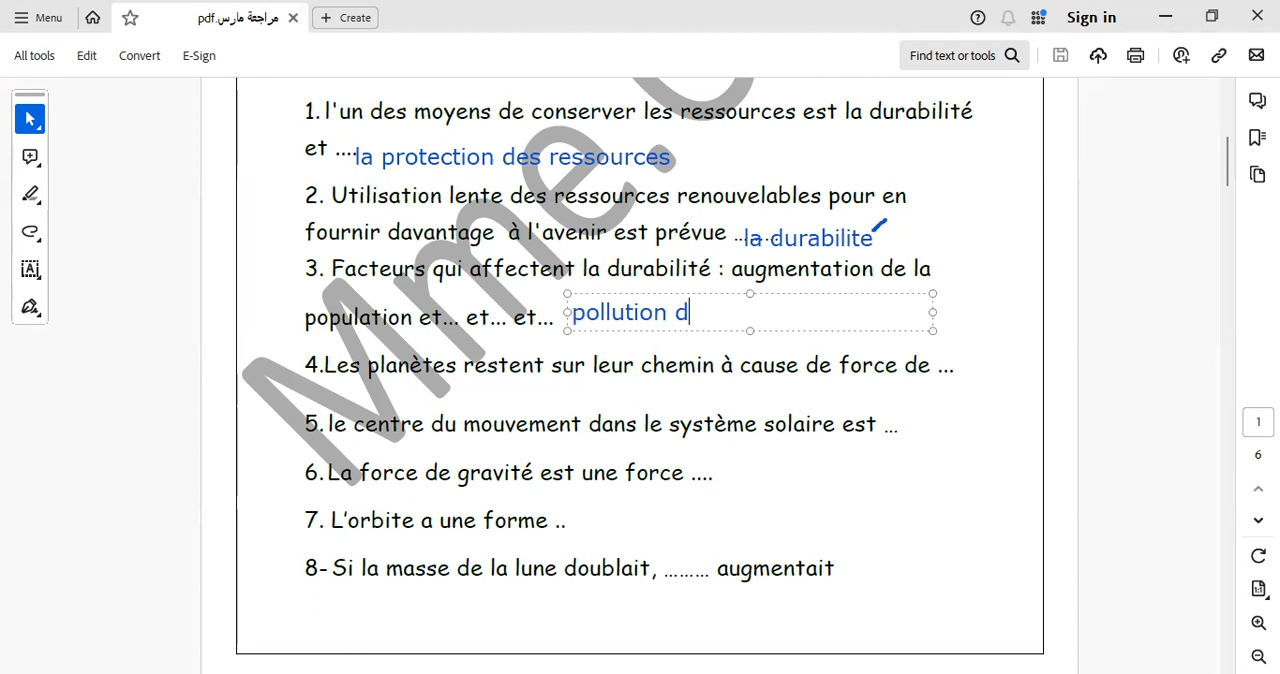 Menu
مراجعة مارس.pdf
Create
Sign in
All tools
Edit
Convert
E-Sign
Find text or tools
1. l'un des moyens de conserver les ressources est la durabilité
et ....la protection des ressources
2. Utilisation lente des ressources renouvelables pour en
fournir davantage à l'avenir est prévue ......la durabilité
3. Facteurs qui affectent la durabilité : augmentation de la
population et... et... et... pollution d
4.Les planètes restent sur leur chemin à cause de force de ...
5. le centre du mouvement dans le système solaire est ...
6. La force de gravité est une force ....
7. L'orbite a une forme ..
8- Si la masse de la lune doublait, ......... augmentait
1
6